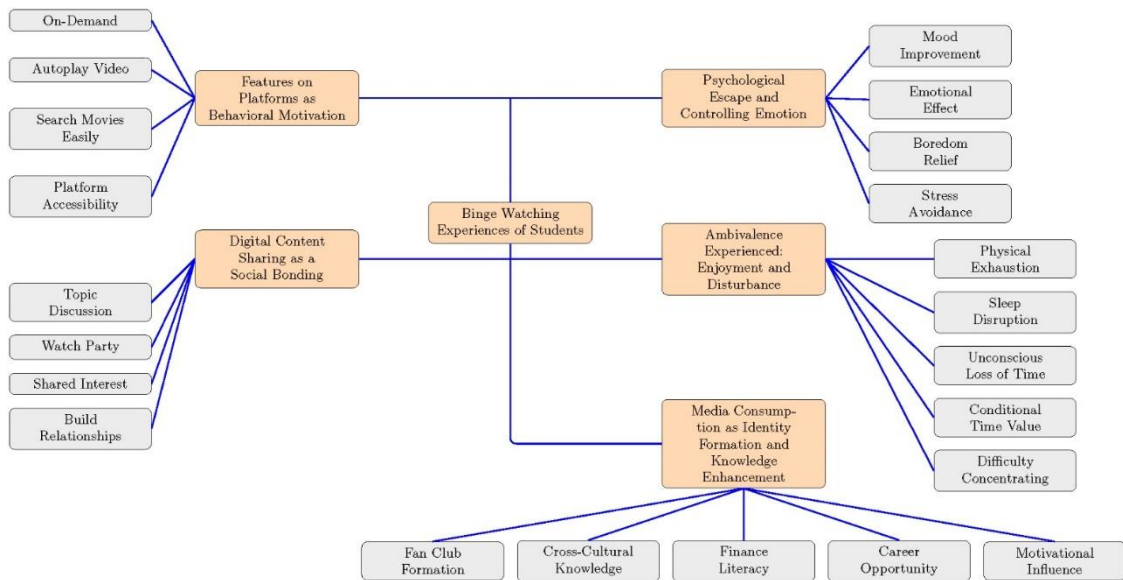 On-Demand
Autoplay Video
Search Movies
Easily
Platform
Accessibility
Features on
Platforms as
Behavioral Motivation
Psychological
Escape and
Controlling Emotion
Mood
Improvement
Emotional
Effect
Boredom
Relief
Stress
Avoidance
Binge Watching
Experiences of Students
Digital Content
Sharing as a
Social Bonding
Topic
Discussion
Watch Party
Shared Interest
Build
Relationships
Ambivalence
Experienced:
Enjoyment and
Disturbance
Physical
Exhaustion
Sleep
Disruption
Unconscious
Loss of Time
Conditional
Time Value
Difficulty
Concentrating
Media Consump-
tion as Identity
Formation and
Knowledge
Enhancement
Fan Club
Formation
Cross-Cultural
Knowledge
Finance
Literacy
Career
Opportunity
Motivational
Influence